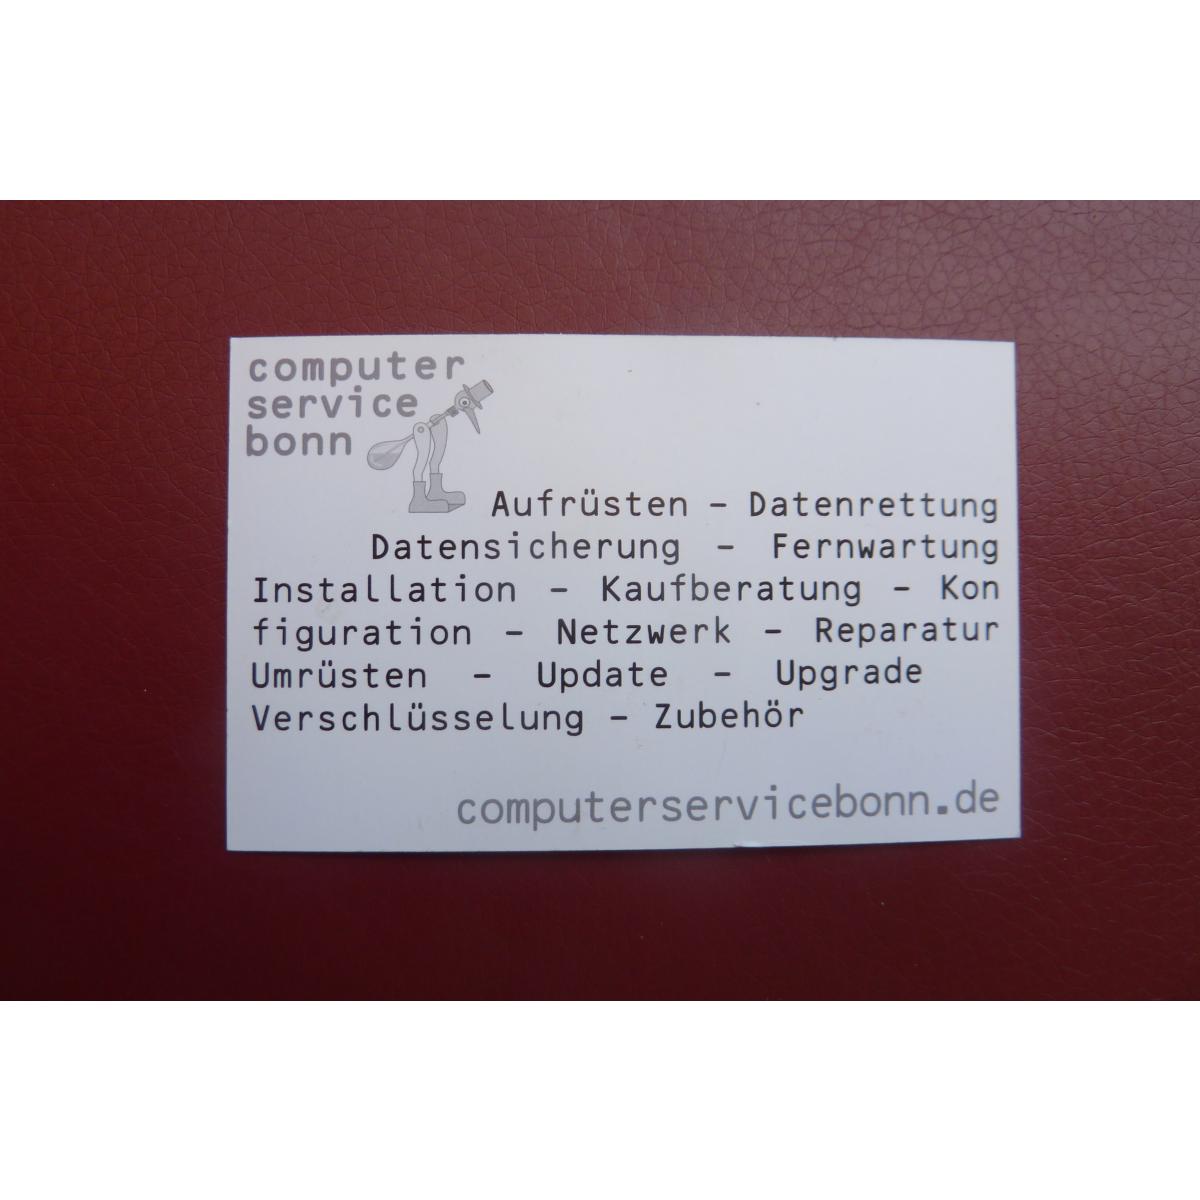 computer
service
bonn
Aufrüsten – Datenrettung
Datensicherung – Fernwartung
Installation – Kaufberatung – Kon
figuration – Netzwerk – Reparatur
Umrüsten – Update – Upgrade
Verschlüsselung – Zubehör
computerservicebonn.de